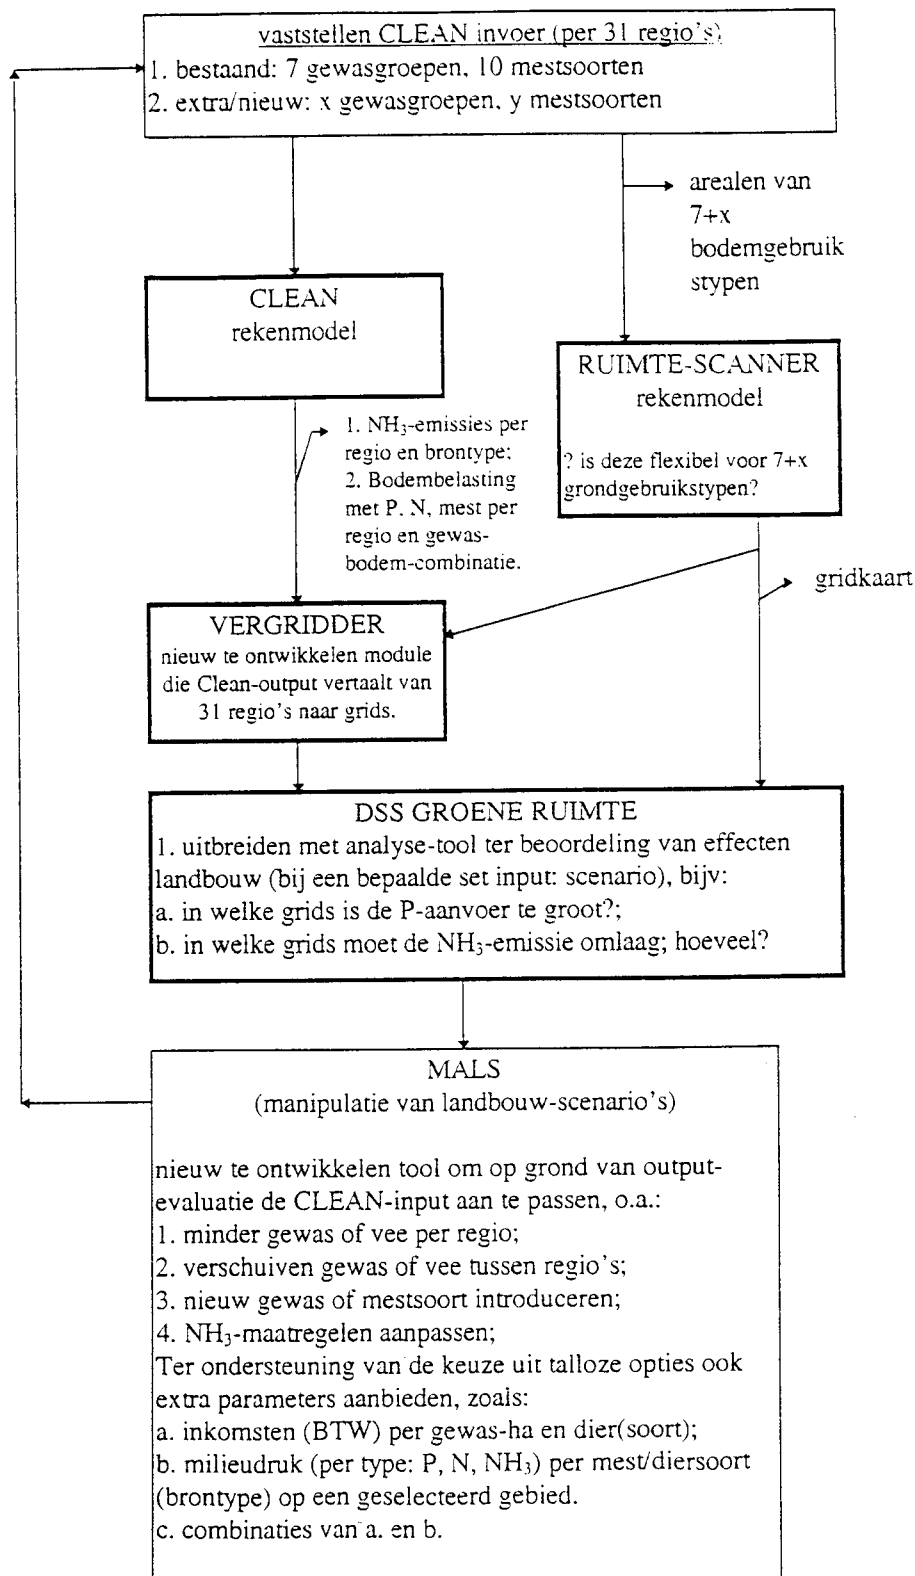 vaststellen CLEAN invoer (per 31 regio's)
1. bestaand: 7 gewasgroepen, 10 mestsoorten
2. extra/nieuw: x gewasgroepen, y mestsoorten
arealen van
7+x
bodemgebruik
stypen
CLEAN
rekenmodel
RUIMTE-SCANNER
rekenmodel
? is deze flexibel voor 7+x
grondgebruikstypen?
1. NH₃-emissies per
regio en brontype;
2. Bodembelasting
met P, N, mest per
regio en gewas-
bodem-combinatie.
gridkaart
VERGRIDDER
nieuw te ontwikkelen module
die Clean-output vertaalt van
31 regio's naar grids.
DSS GROENE RUIMTE
1. uitbreiden met analyse-tool ter beoordeling van effecten
landbouw (bij een bepaalde set input: scenario), bijv:
a. in welke grids is de P-aanvoer te groot?;
b. in welke grids moet de NH₃-emissie omlaag; hoeveel?
MALS
(manipulatie van landbouw-scenario's)
nieuw te ontwikkelen tool om op grond van output-
evaluatie de CLEAN-input aan te passen, o.a.:
1. minder gewas of vee per regio;
2. verschuiven gewas of vee tussen regio's;
3. nieuw gewas of mestsoort introduceren;
4. NH₃-maatregelen aanpassen;
Ter ondersteuning van de keuze uit talloze opties ook
extra parameters aanbieden, zoals:
a. inkomsten (BTW) per gewas-ha en dier(soort);
b. milieudruk (per type: P, N, NH₃) per mest/diersoort
(brontype) op een geselecteerd gebied.
c. combinaties van a. en b.